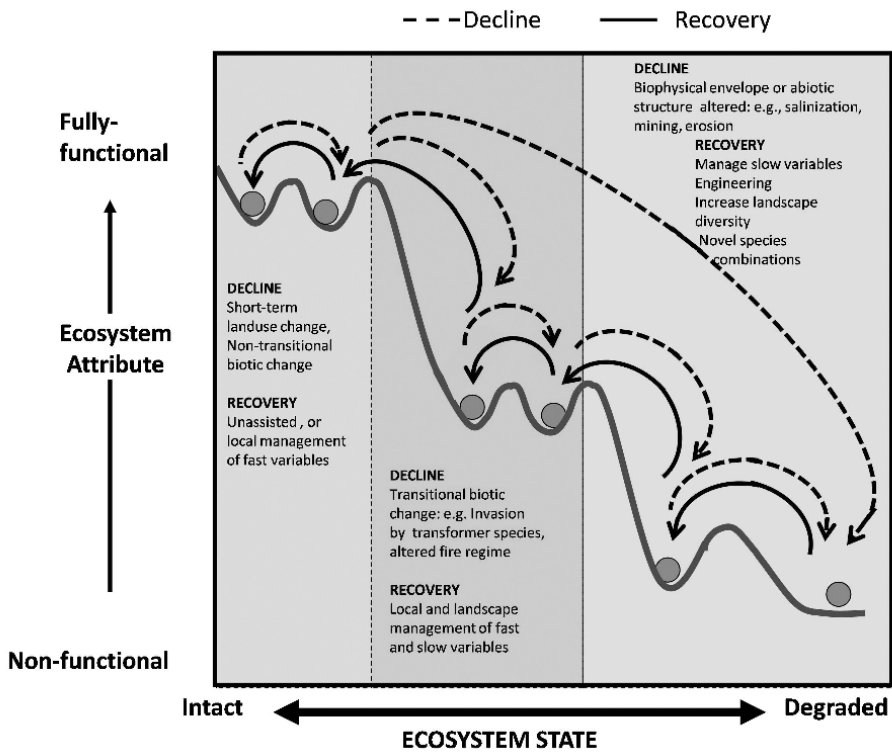 Decline
Recovery
Fully-
functional
Ecosystem
Attribute
Non-functional
DECLINE
Short-term
landuse change,
Non-transitional
biotic change
RECOVERY
Unassisted , or
local management
of fast variables
DECLINE
Transitional biotic
change: e.g. Invasion
by transformer species,
altered fire regime
RECOVERY
Local and landscape
management of fast
and slow variables
DECLINE
Biophysical envelope or abiotic
structure altered: e.g., salinization,
mining, erosion
RECOVERY
Manage slow variables
Engineering
Increase landscape
diversity
Novel species
combinations
Intact
Degraded
ECOSYSTEM STATE